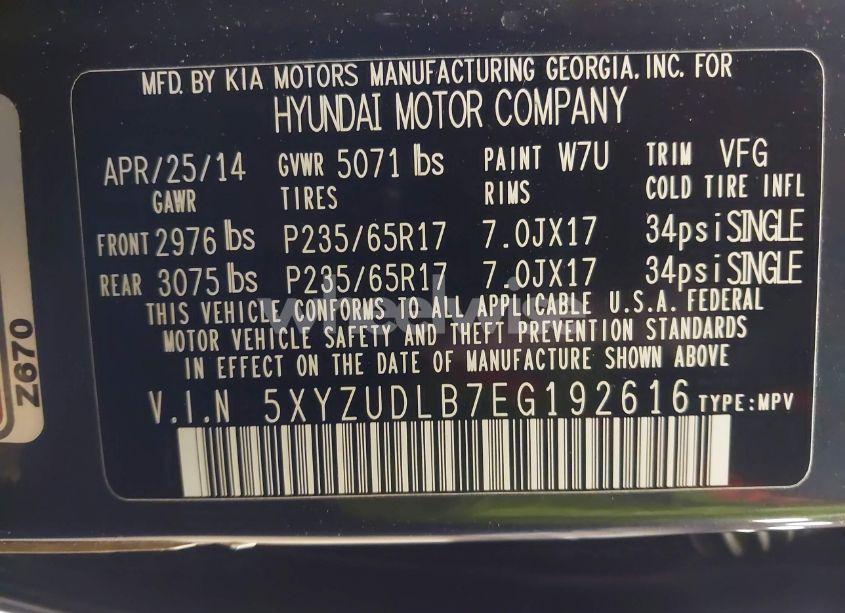 MFD. BY KIA MOTORS MANUFACTURING GEORGIA. INC. FOR
HYUNDAI MOTOR COMPANY
APR/25/14 GVWR 5071 lbs PAINT W7U TRIM VFG
GAWR TIRES RIMS COLD TIRE INFL
FRONT 2976 lbs P235/65R17 7.0JX17 34psi SINGLE
REAR 3075 lbs P235/65R17 7.0JX17 34psi SINGLE
THIS VEHICLE CONFORMS TO ALL APPLICABLE U.S.A. FEDERAL
MOTOR VEHICLE SAFETY AND THEFT PREVENTION STANDARDS
IN EFFECT ON THE DATE OF MANUFACTURE SHOWN ABOVE
V.I.N 5XYZUDLB7EG192616 TYPE:MPV
Z670
wheelwise